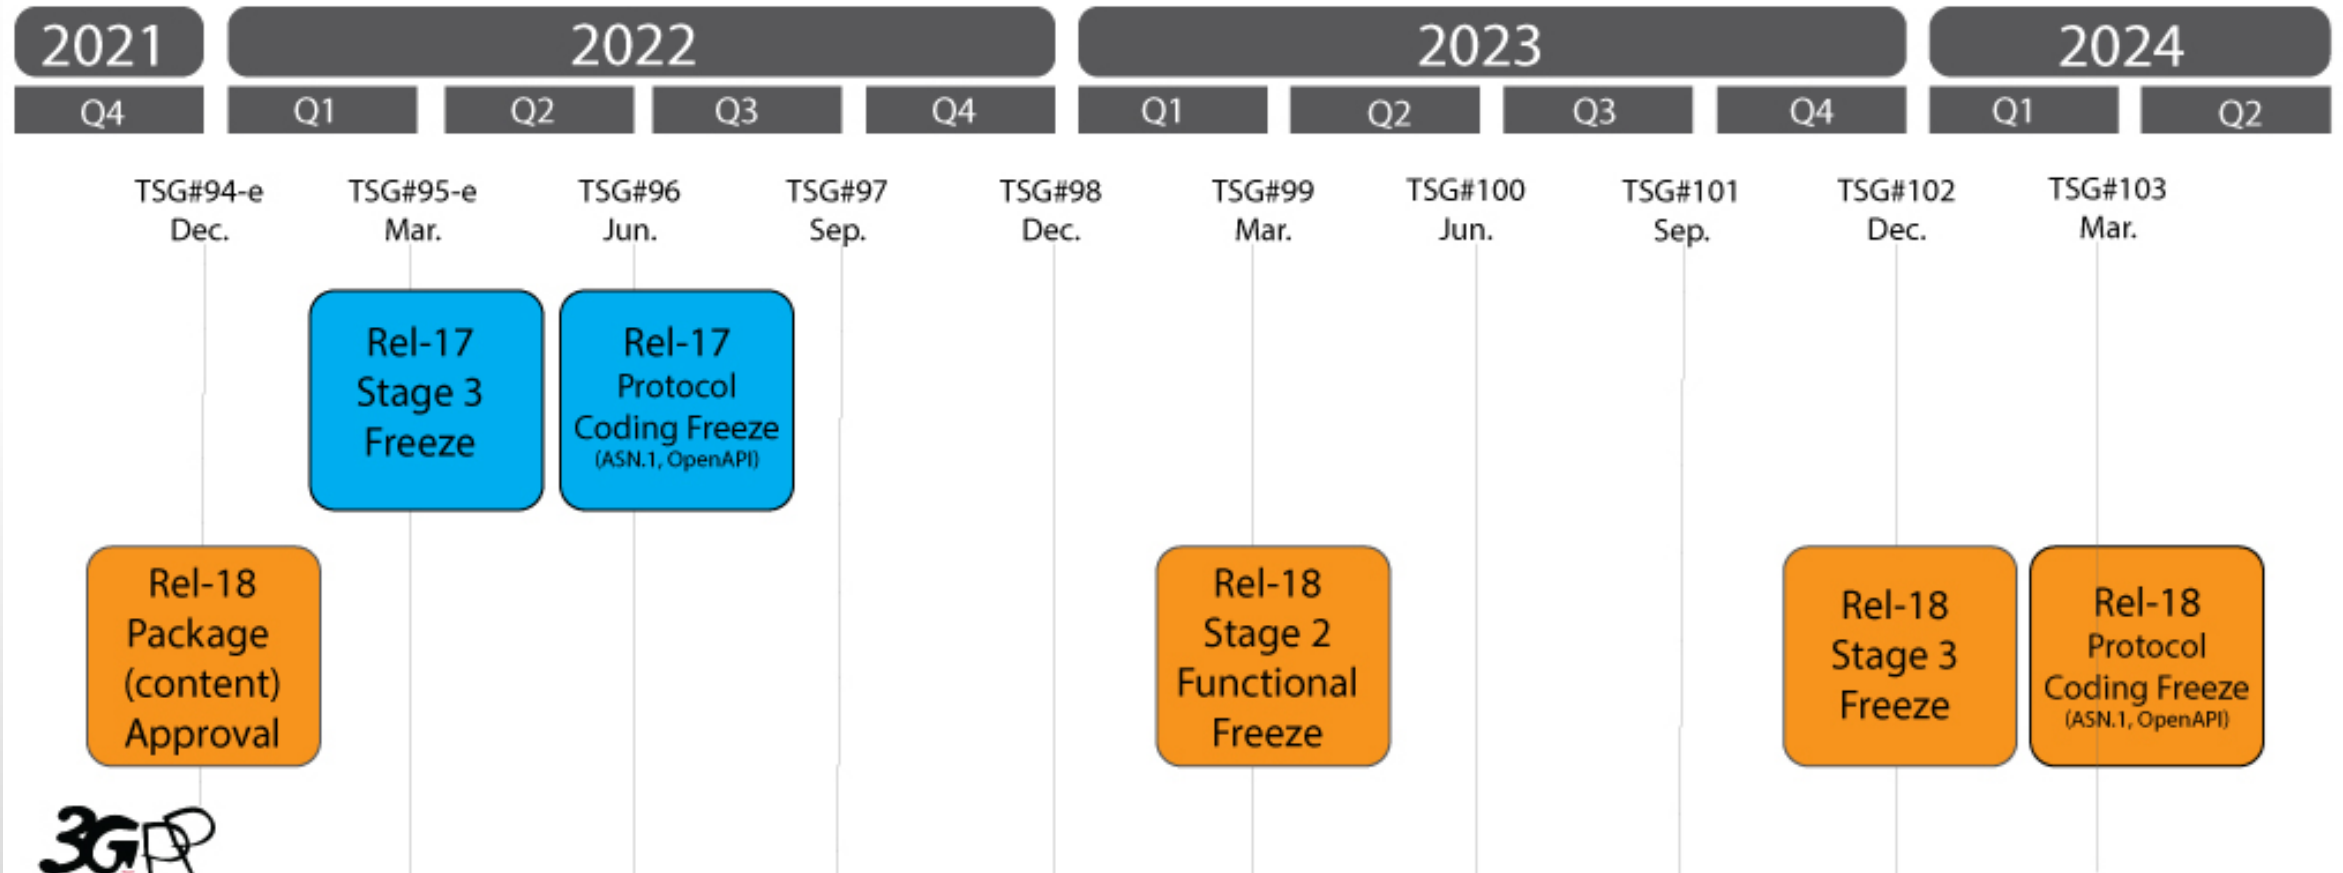 2021 2022 2023 2024
Q4 Q1 Q2 Q3 Q4 Q1 Q2 Q3 Q4 Q1 Q2
TSG#94-e TSG#95-e TSG#96 TSG#97 TSG#98 TSG#99 TSG#100 TSG#101 TSG#102 TSG#103
Dec. Mar. Jun. Sep. Dec. Mar. Jun. Sep. Dec. Mar.
Rel-17
Stage 3
Freeze
Rel-17
Protocol
Coding Freeze
(ASN.1, OpenAPI)
Rel-18
Package
(content)
Approval
Rel-18
Stage 2
Functional
Freeze
Rel-18
Stage 3
Freeze
Rel-18
Protocol
Coding Freeze
(ASN.1, OpenAPI)
3GPP